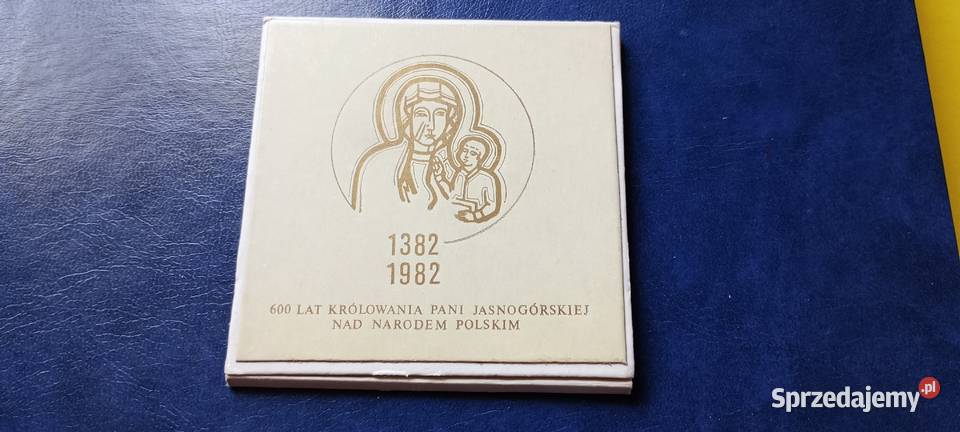 1382
1982
600 LAT KRÓLOWANIA PANI JASNOGÓRSKIEJ
NAD NARODEM POLSKIM
Sprzedajemy.pl